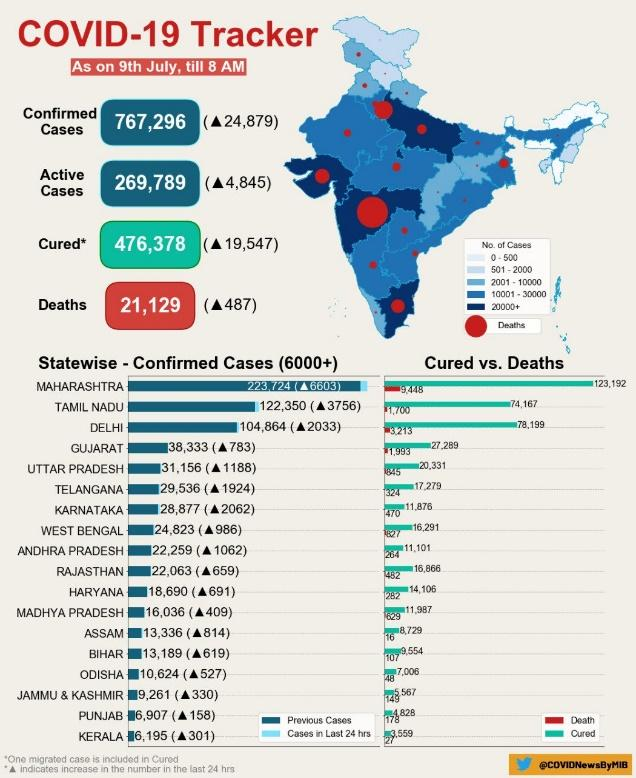 COVID-19 Tracker
As on 9th July, till 8 AM
Confirmed Cases 767,296 (▲24,879)
Active Cases 269,789 (▲4,845)
Cured* 476,378 (▲19,547)
Deaths 21,129 (▲487)
No. of Cases
0 - 500
501 - 2000
2001 - 10000
10001 - 30000
20000+
Deaths
Statewise - Confirmed Cases (6000+)
Cured vs. Deaths
MAHARASHTRA 223,724 (▲6603) 123,192 9,448
TAMIL NADU 122,350 (▲3756) 74,167 1,700
DELHI 104,864 (▲2033) 78,199 3,213
GUJARAT 38,333 (▲783) 27,289 1,993
UTTAR PRADESH 31,156 (▲1188) 20,331 845
TELANGANA 29,536 (▲1924) 17,279 324
KARNATAKA 28,877 (▲2062) 11,876 470
WEST BENGAL 24,823 (▲986) 16,291 827
ANDHRA PRADESH 22,259 (▲1062) 11,101 264
RAJASTHAN 22,063 (▲659) 16,866 482
HARYANA 18,690 (▲691) 14,106 282
MADHYA PRADESH 16,036 (▲409) 11,987 629
ASSAM 13,336 (▲814) 8,729 16
BIHAR 13,189 (▲619) 9,554 107
ODISHA 10,624 (▲527) 7,006 48
JAMMU & KASHMIR 9,261 (▲330) 5,567 149
PUNJAB 6,907 (▲158) 4,828 178
KERALA 6,195 (▲301) 3,559 27
Previous Cases
Cases in Last 24 hrs
Death
Cured
*One migrated case is included in Cured
*▲ indicates increase in the number in the last 24 hrs
@COVIDNewsByMIB